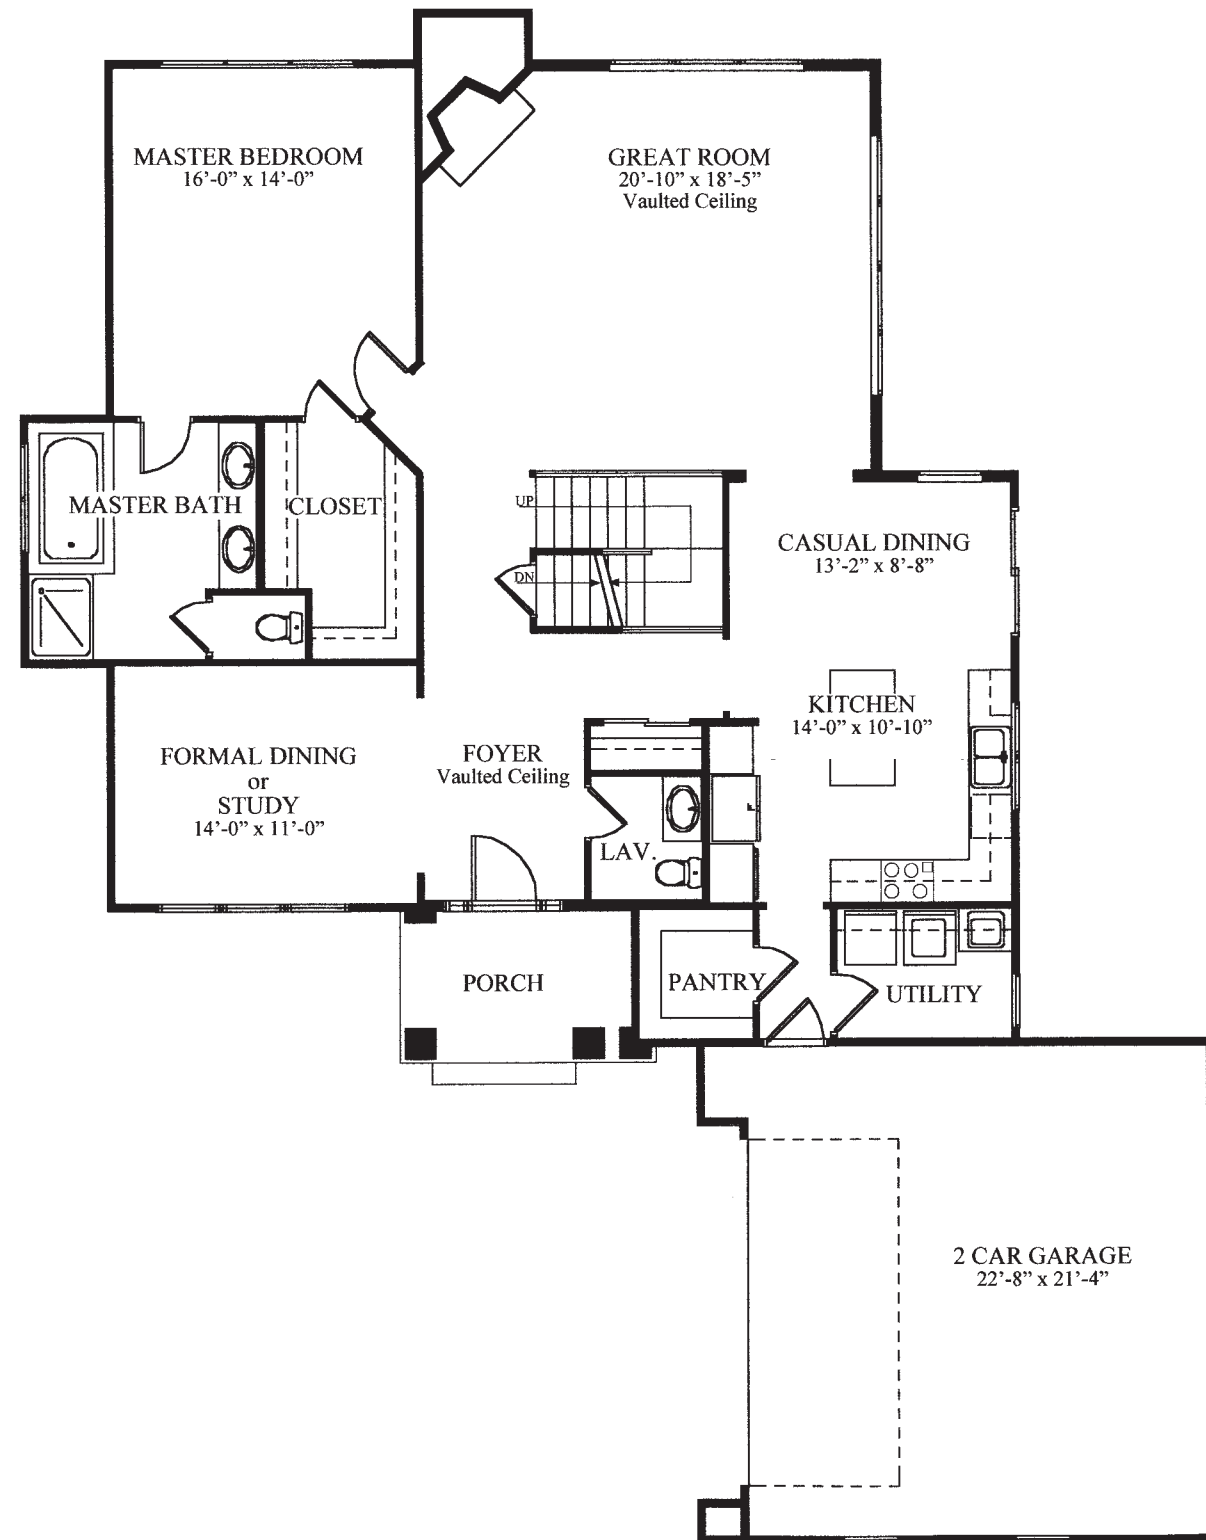 MASTER BEDROOM
16’-0” x 14’-0”
GREAT ROOM
20’-10” x 18’-5”
Vaulted Ceiling
MASTER BATH
CLOSET
UP
DN
CASUAL DINING
13’-2” x 8’-8”
KITCHEN
14’-0” x 10’-10”
FORMAL DINING
or
STUDY
14’-0” x 11’-0”
FOYER
Vaulted Ceiling
LAV.
PORCH
PANTRY
UTILITY
2 CAR GARAGE
22’-8” x 21’-4”